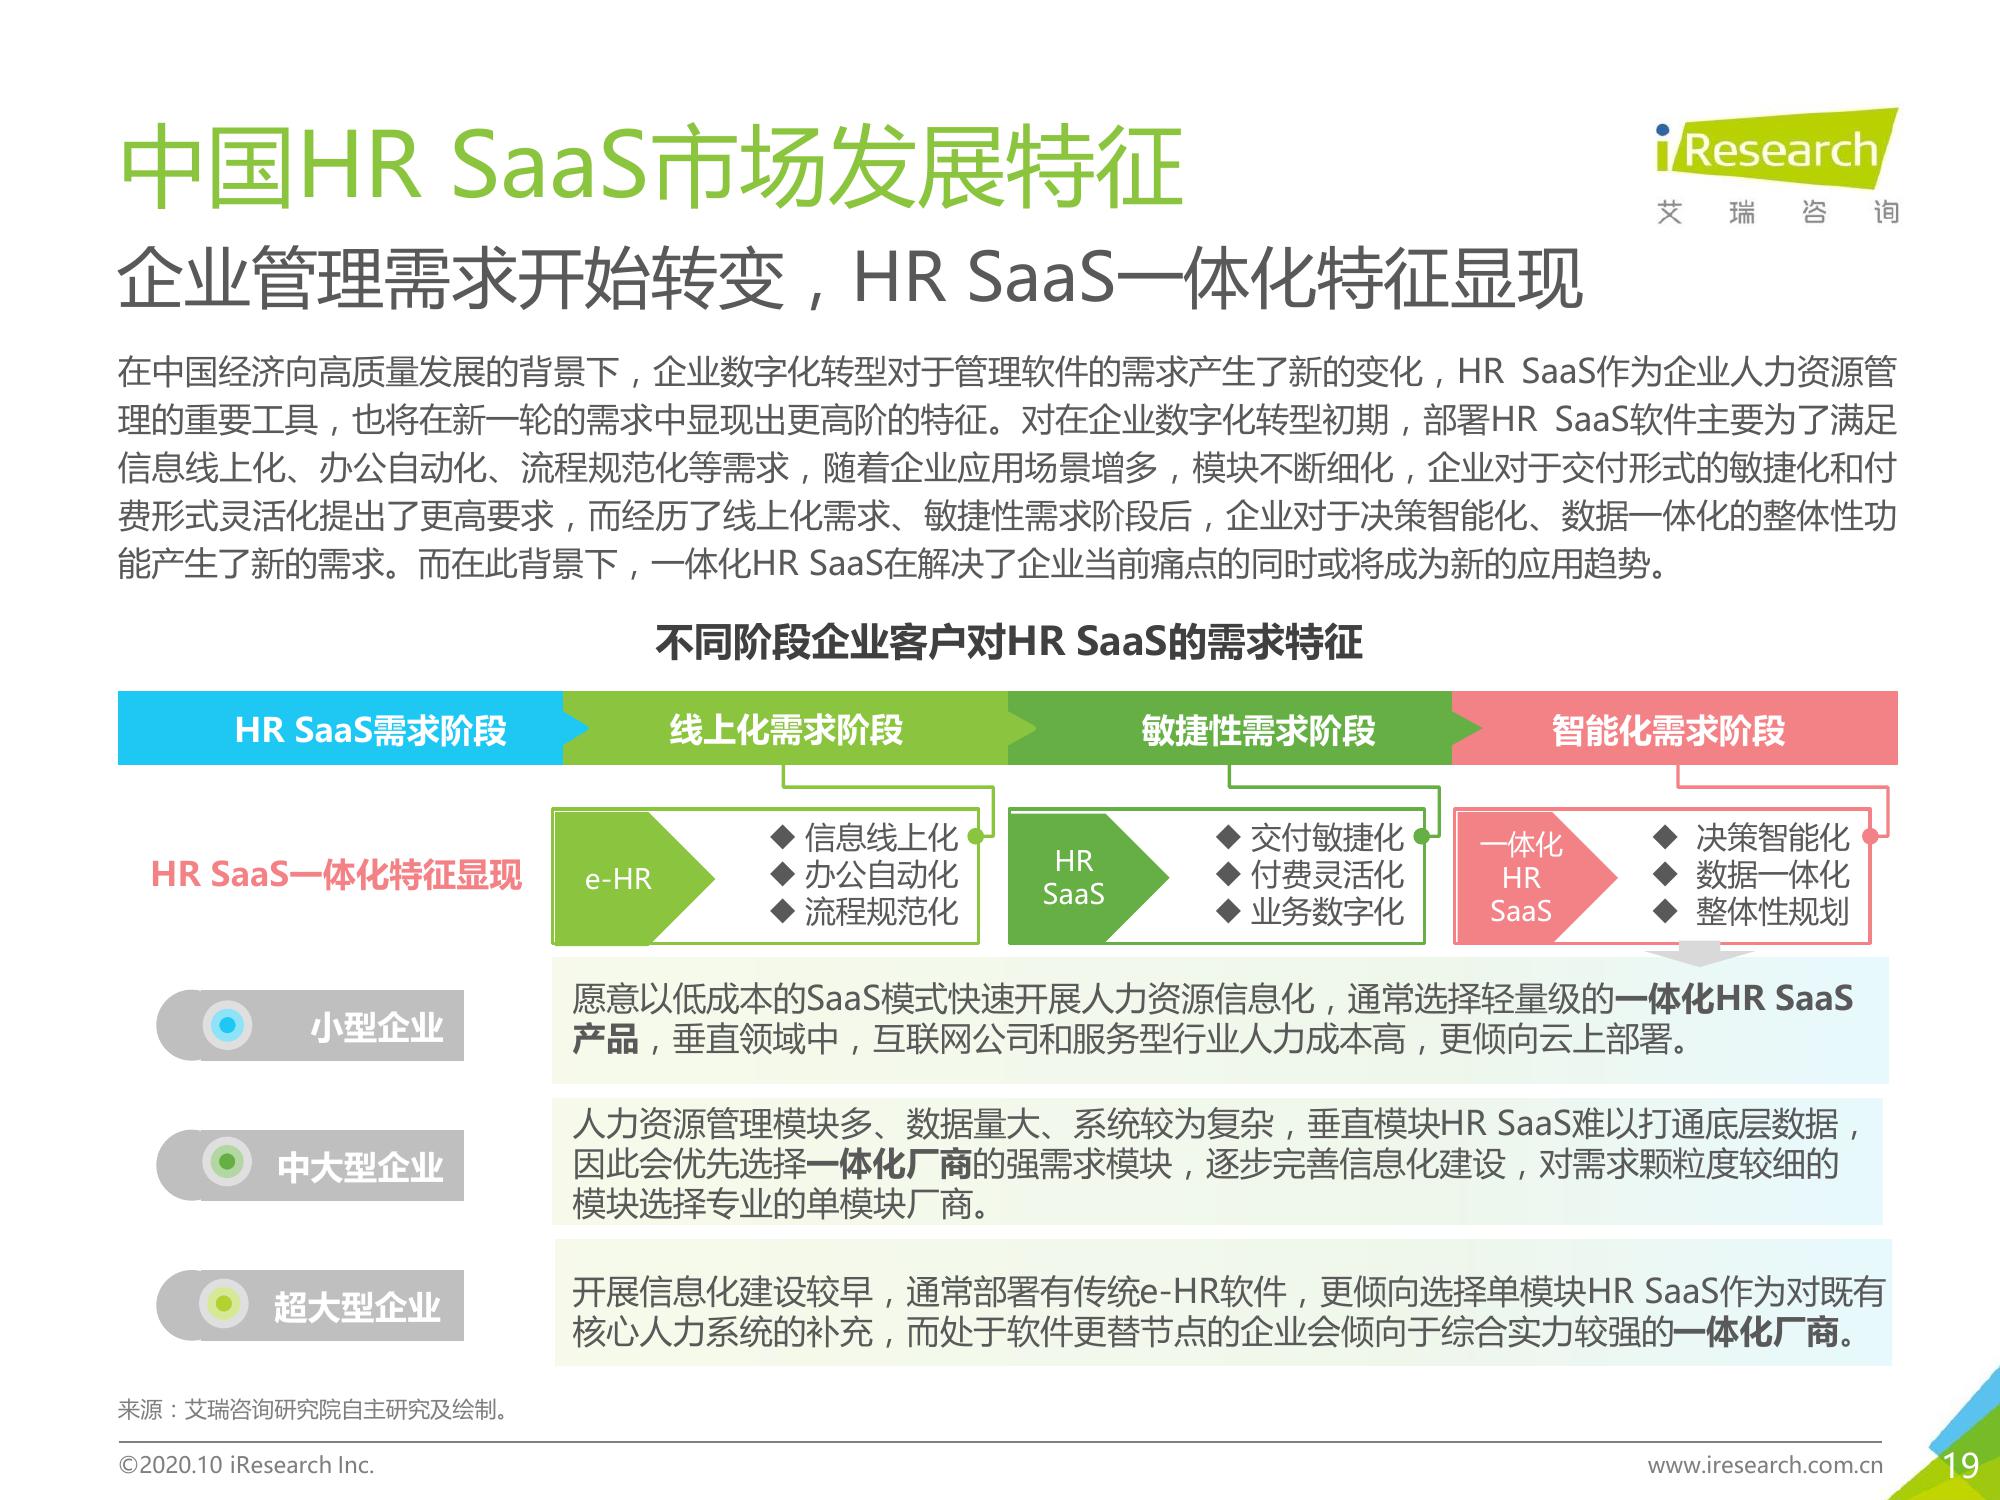 中国HR SaaS市场发展特征
iResearch
艾 瑞 咨 询
企业管理需求开始转变，HR SaaS一体化特征显现
在中国经济向高质量发展的背景下，企业数字化转型对于管理软件的需求产生了新的变化，HR SaaS作为企业人力资源管
理的重要工具，也将在新一轮的需求中显现出更高阶的特征。对在企业数字化转型初期，部署HR SaaS软件主要为了满足
信息线上化、办公自动化、流程规范化等需求，随着企业应用场景增多，模块不断细化，企业对于交付形式的敏捷化和付
费形式灵活化提出了更高要求，而经历了线上化需求、敏捷性需求阶段后，企业对于决策智能化、数据一体化的整体性功
能产生了新的需求。而在此背景下，一体化HR SaaS在解决了企业当前痛点的同时或将成为新的应用趋势。
不同阶段企业客户对HR SaaS的需求特征
HR SaaS需求阶段
线上化需求阶段
敏捷性需求阶段
智能化需求阶段
HR SaaS一体化特征显现
e-HR
◆ 信息线上化
◆ 办公自动化
◆ 流程规范化
HR
SaaS
◆ 交付敏捷化
◆ 付费灵活化
◆ 业务数字化
一体化
HR
SaaS
◆ 决策智能化
◆ 数据一体化
◆ 整体性规划
小型企业
愿意以低成本的SaaS模式快速开展人力资源信息化，通常选择轻量级的一体化HR SaaS
产品，垂直领域中，互联网公司和服务型行业人力成本高，更倾向云上部署。
中大型企业
人力资源管理模块多、数据量大、系统较为复杂，垂直模块HR SaaS难以打通底层数据，
因此会优先选择一体化厂商的强需求模块，逐步完善信息化建设，对需求颗粒度较细的
模块选择专业的单模块厂商。
超大型企业
开展信息化建设较早，通常部署有传统e-HR软件，更倾向选择单模块HR SaaS作为对既有
核心人力系统的补充，而处于软件更替节点的企业会倾向于综合实力较强的一体化厂商。
来源：艾瑞咨询研究院自主研究及绘制。
©2020.10 iResearch Inc.
www.iresearch.com.cn
19